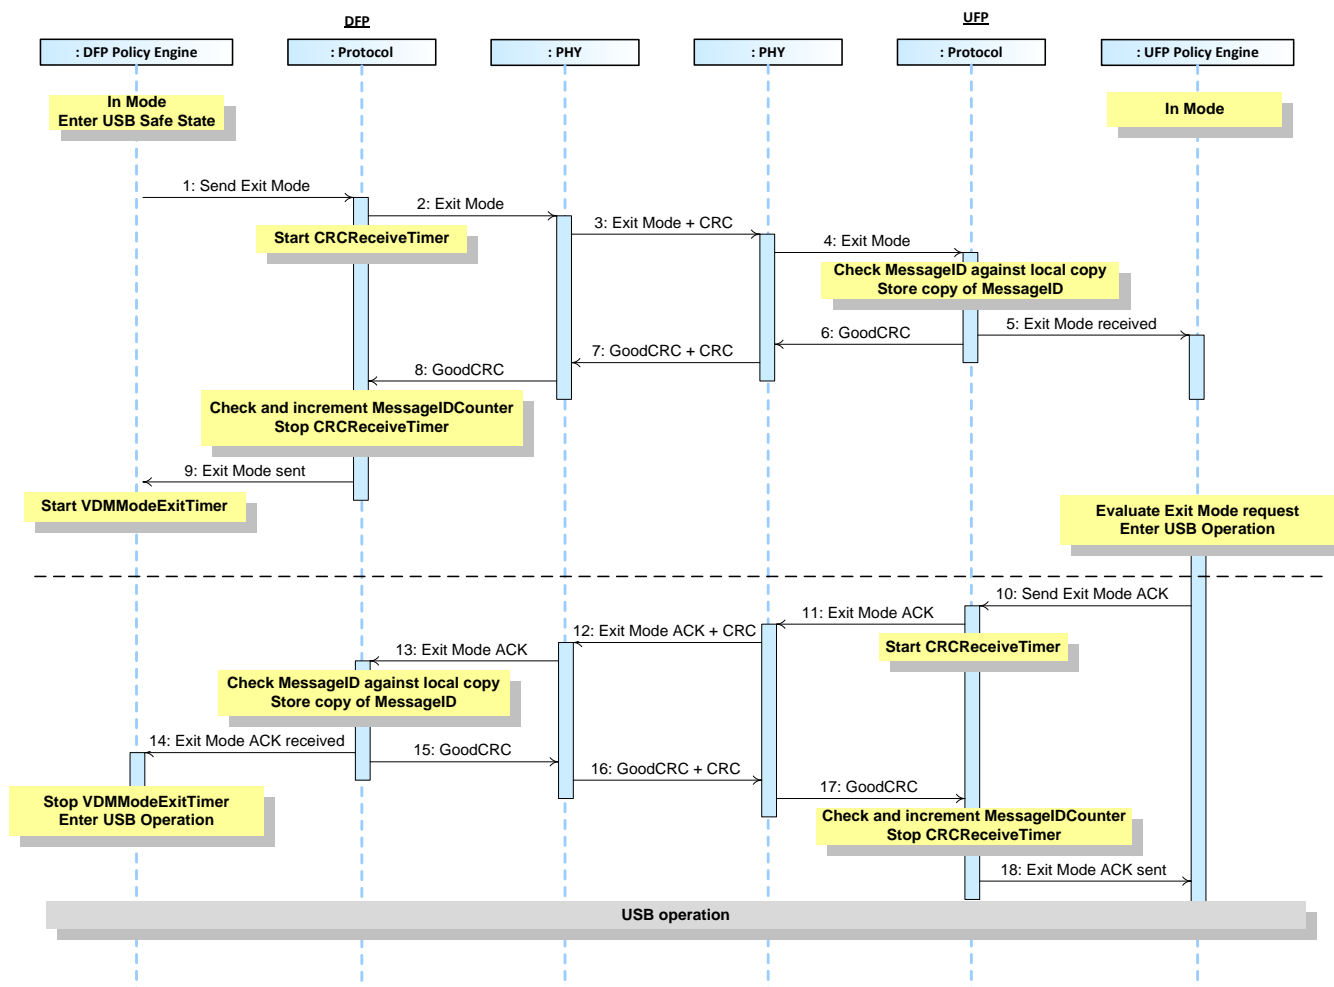 DFP
UFP
: DFP Policy Engine
: Protocol
: PHY
: PHY
: Protocol
: UFP Policy Engine
In Mode
Enter USB Safe State
In Mode
1: Send Exit Mode
2: Exit Mode
Start CRCReceiveTimer
3: Exit Mode + CRC
4: Exit Mode
Check MessageID against local copy
Store copy of MessageID
5: Exit Mode received
6: GoodCRC
7: GoodCRC + CRC
8: GoodCRC
Check and increment MessageIDCounter
Stop CRCReceiveTimer
9: Exit Mode sent
Start VDMModeExitTimer
Evaluate Exit Mode request
Enter USB Operation
10: Send Exit Mode ACK
11: Exit Mode ACK
Start CRCReceiveTimer
12: Exit Mode ACK + CRC
13: Exit Mode ACK
Check MessageID against local copy
Store copy of MessageID
14: Exit Mode ACK received
15: GoodCRC
16: GoodCRC + CRC
17: GoodCRC
Stop VDMModeExitTimer
Enter USB Operation
Check and increment MessageIDCounter
Stop CRCReceiveTimer
18: Exit Mode ACK sent
USB operation